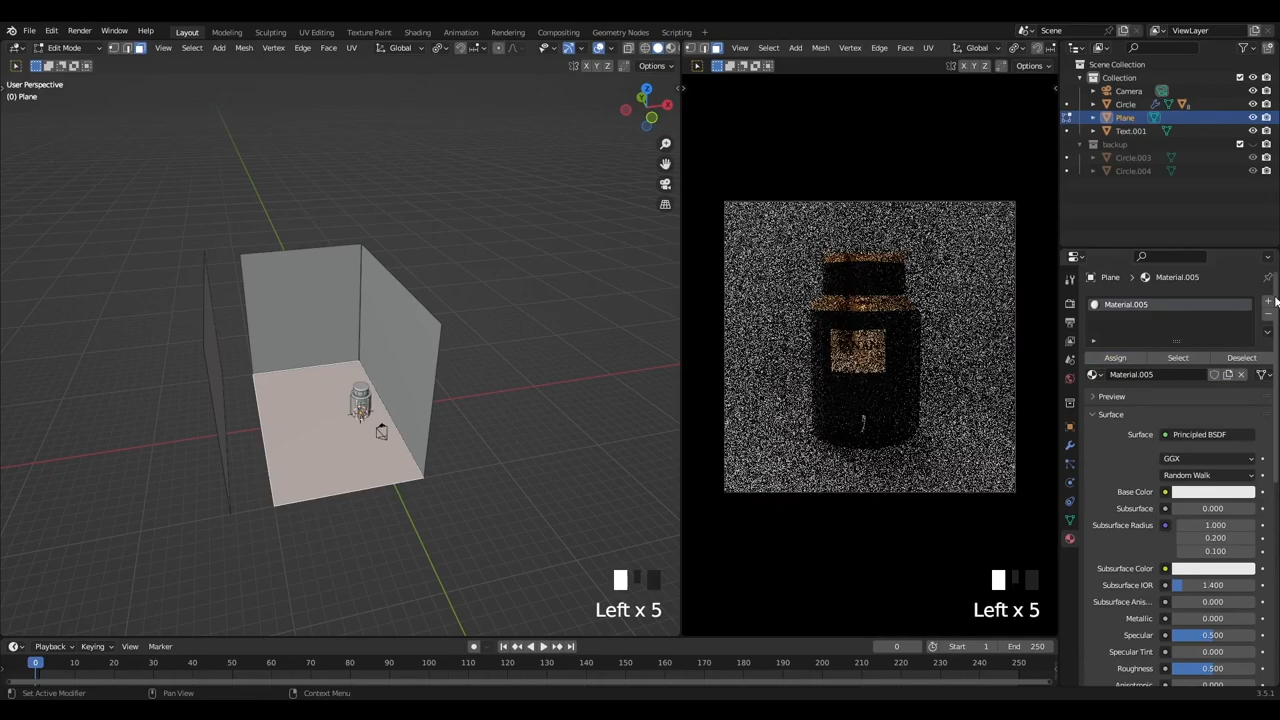 File Edit Render Window Help Layout Modeling Sculpting UV Editing Texture Paint Shading Animation Rendering Compositing Geometry Nodes Scripting + Scene ViewLayer
Edit Mode View Select Add Mesh Vertex Edge Face UV Global View Select Add Mesh Vertex Edge Face UV Global
X Y Z Options X Y Z Options
User Perspective
(0) Plane
Z
Y
X
Scene Collection
Collection
Camera
Circle
Plane
Text.001
backup
Circle.003
Circle.004
Plane Material.005
Material.005
Assign Select Deselect
Material.005
Preview
Surface
Surface Principled BSDF
GGX
Random Walk
Base Color
Subsurface 0.000
Subsurface Radius 1.000
0.200
0.100
Subsurface Color
Subsurface IOR 1.400
Subsurface Anis... 0.000
Metallic 0.000
Specular 0.500
Specular Tint 0.000
Roughness 0.500
Anisotropic 0.000
Left x 5 Left x 5
Playback Keying View Marker 0 Start 1 End 250
0 10 20 30 40 50 60 70 80 90 100 110 120 130 140 150 160 170 180 190 200 210 220 230 240 250
Set Active Modifier Pan View Context Menu 3.5.1